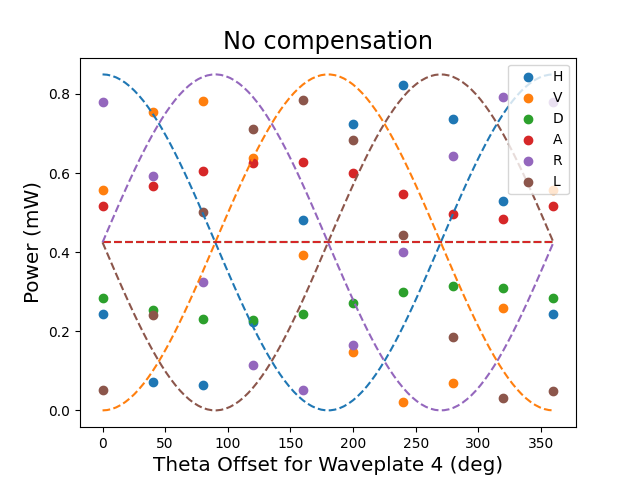 No compensation
Power (mW)
0.8
0.6
0.4
0.2
0.0
H
V
D
A
R
L
0 50 100 150 200 250 300 350
Theta Offset for Waveplate 4 (deg)